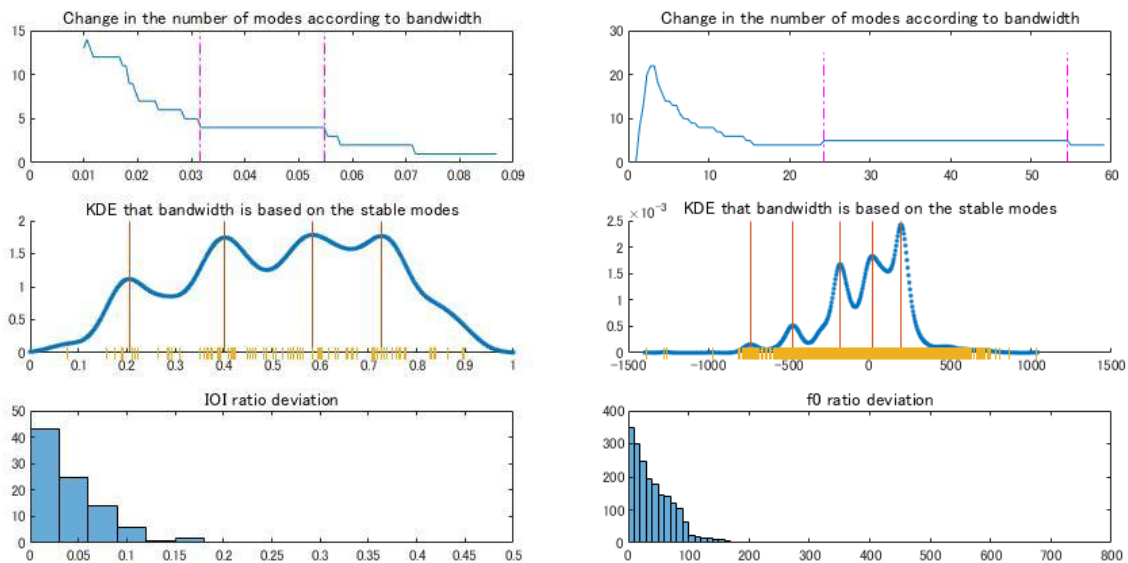 Change in the number of modes according to bandwidth
15
10
5
0
0 0.01 0.02 0.03 0.04 0.05 0.06 0.07 0.08 0.09
Change in the number of modes according to bandwidth
30
20
10
0
0 10 20 30 40 50 60
KDE that bandwidth is based on the stable modes
2
1.5
1
0.5
0
0 0.1 0.2 0.3 0.4 0.5 0.6 0.7 0.8 0.9 1
×10⁻³ KDE that bandwidth is based on the stable modes
2.5
2
1.5
1
0.5
0
-1500 -1000 -500 0 500 1000 1500
IOI ratio deviation
50
40
30
20
10
0
0 0.05 0.1 0.15 0.2 0.25 0.3 0.35 0.4 0.45 0.5
f0 ratio deviation
400
300
200
100
0
0 100 200 300 400 500 600 700 800